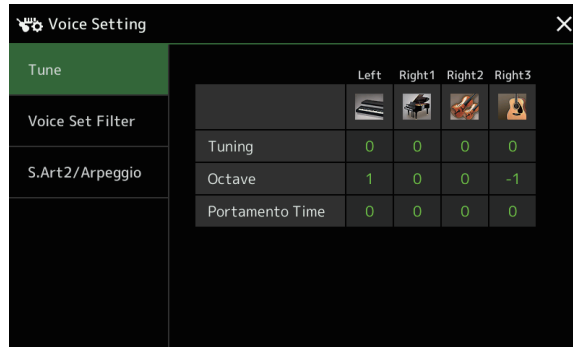 Voice Setting
Tune
Voice Set Filter
S.Art2/Arpeggio
Left Right1 Right2 Right3
Tuning 0 0 0 0
Octave 1 0 0 -1
Portamento Time 0 0 0 0